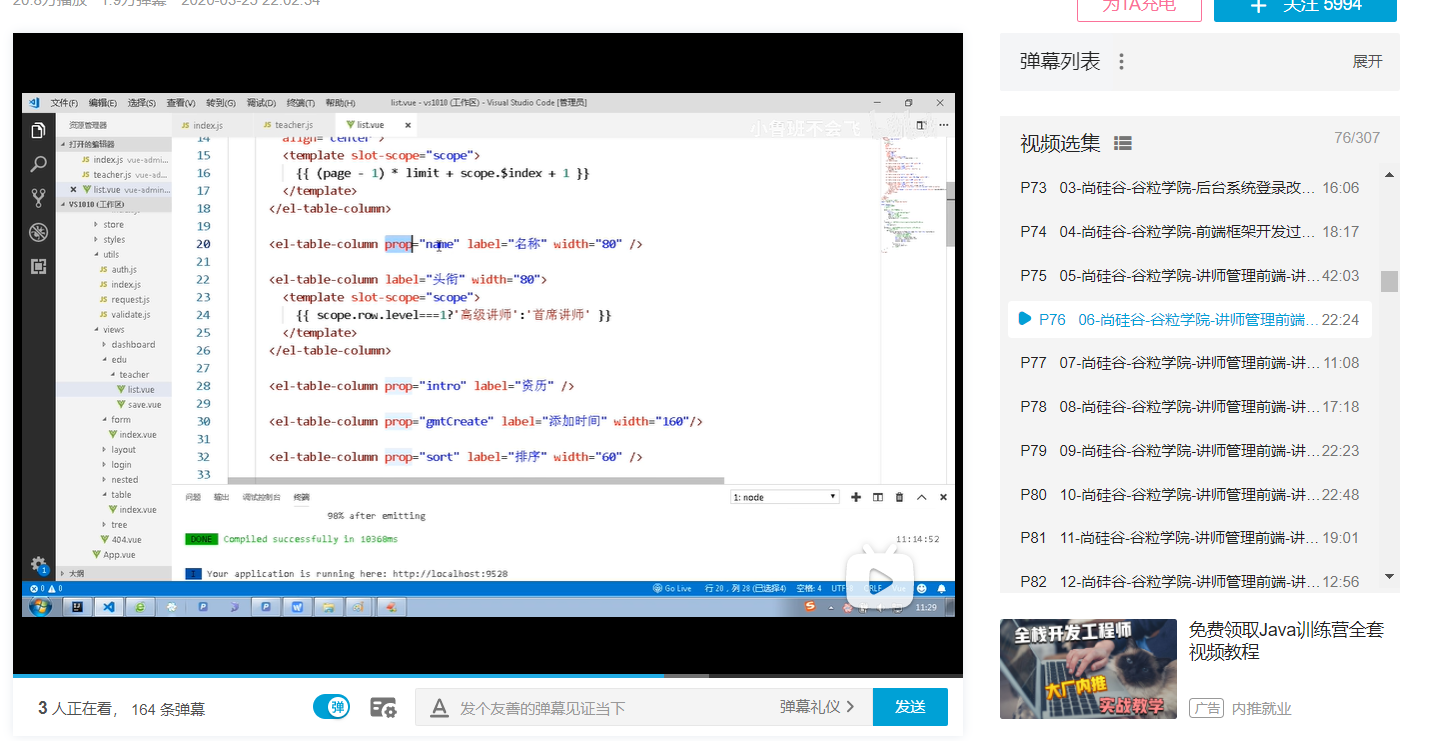 20.8万播放 1.9万弹幕 2020-03-25 22:02:34
为TA充电
+ 关注 5994
文件(F) 编辑(E) 选择(S) 查看(V) 转到(G) 调试(D) 终端(T) 帮助(H) list.vue - vs1010 (工作区) - Visual Studio Code [管理员]
资源管理器
打开的编辑器
index.js vue-admi...
teacher.js vue-ad...
list.vue vue-admin...
VS1010 (工作区)
store
styles
utils
auth.js
index.js
request.js
validate.js
views
dashboard
edu
teacher
list.vue
save.vue
form
index.vue
layout
login
nested
table
index.vue
tree
404.vue
App.vue
大纲
index.js teacher.js list.vue
小鲁班不会飞
14 align="center">
15 <template slot-scope="scope">
16 {{ (page - 1) * limit + scope.$index + 1 }}
17 </template>
18 </el-table-column>
19
20 <el-table-column prop="name" label="名称" width="80" />
21
22 <el-table-column label="头衔" width="80">
23 <template slot-scope="scope">
24 {{ scope.row.level===1?'高级讲师':'首席讲师' }}
25 </template>
26 </el-table-column>
27
28 <el-table-column prop="intro" label="资历" />
29
30 <el-table-column prop="gmtCreate" label="添加时间" width="160"/>
31
32 <el-table-column prop="sort" label="排序" width="60" />
33
问题 输出 调试控制台 终端 1: node
98% after emitting
DONE Compiled successfully in 10368ms 11:14:52
I Your application is running here: http://localhost:9528
0 0 Go Live 行 20，列 28 (已选择4) 空格: 4 UTF-8 CRLF Vue
11:29
3 人正在看， 164 条弹幕
弹
发个友善的弹幕见证当下
弹幕礼仪 >
发送
弹幕列表 展开
视频选集 76/307
P73 03-尚硅谷-谷粒学院-后台系统登录改… 16:06
P74 04-尚硅谷-谷粒学院-前端框架开发过… 18:17
P75 05-尚硅谷-谷粒学院-讲师管理前端-讲… 42:03
P76 06-尚硅谷-谷粒学院-讲师管理前端… 22:24
P77 07-尚硅谷-谷粒学院-讲师管理前端-讲… 11:08
P78 08-尚硅谷-谷粒学院-讲师管理前端-讲… 17:18
P79 09-尚硅谷-谷粒学院-讲师管理前端-讲… 22:23
P80 10-尚硅谷-谷粒学院-讲师管理前端-讲… 22:48
P81 11-尚硅谷-谷粒学院-讲师管理前端-讲… 19:01
P82 12-尚硅谷-谷粒学院-讲师管理前端-讲… 12:56
全栈开发工程师
大厂内推
实战教学
免费领取Java训练营全套
视频教程
广告 内推就业